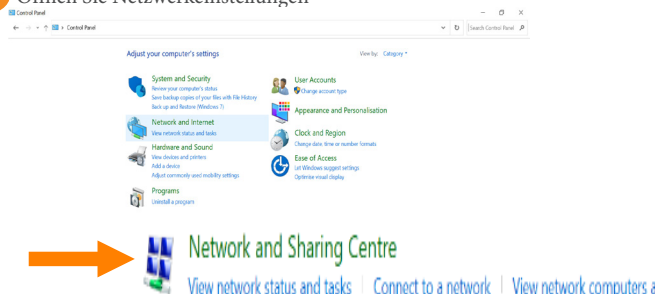 Öffnen Sie Netzwerkeinstellungen
Control Panel
Control Panel
Search Control Panel
Adjust your computer's settings
View by: Category
System and Security
Review your computer's status
Save backup copies of your files with File History
Back up and Restore (Windows 7)
Network and Internet
View network status and tasks
Hardware and Sound
View devices and printers
Add a device
Adjust commonly used mobility settings
Programs
Uninstall a program
User Accounts
Change account type
Appearance and Personalisation
Clock and Region
Change date, time or number formats
Ease of Access
Let Windows suggest settings
Optimise visual display
Network and Sharing Centre
View network status and tasks | Connect to a network | View network computers a